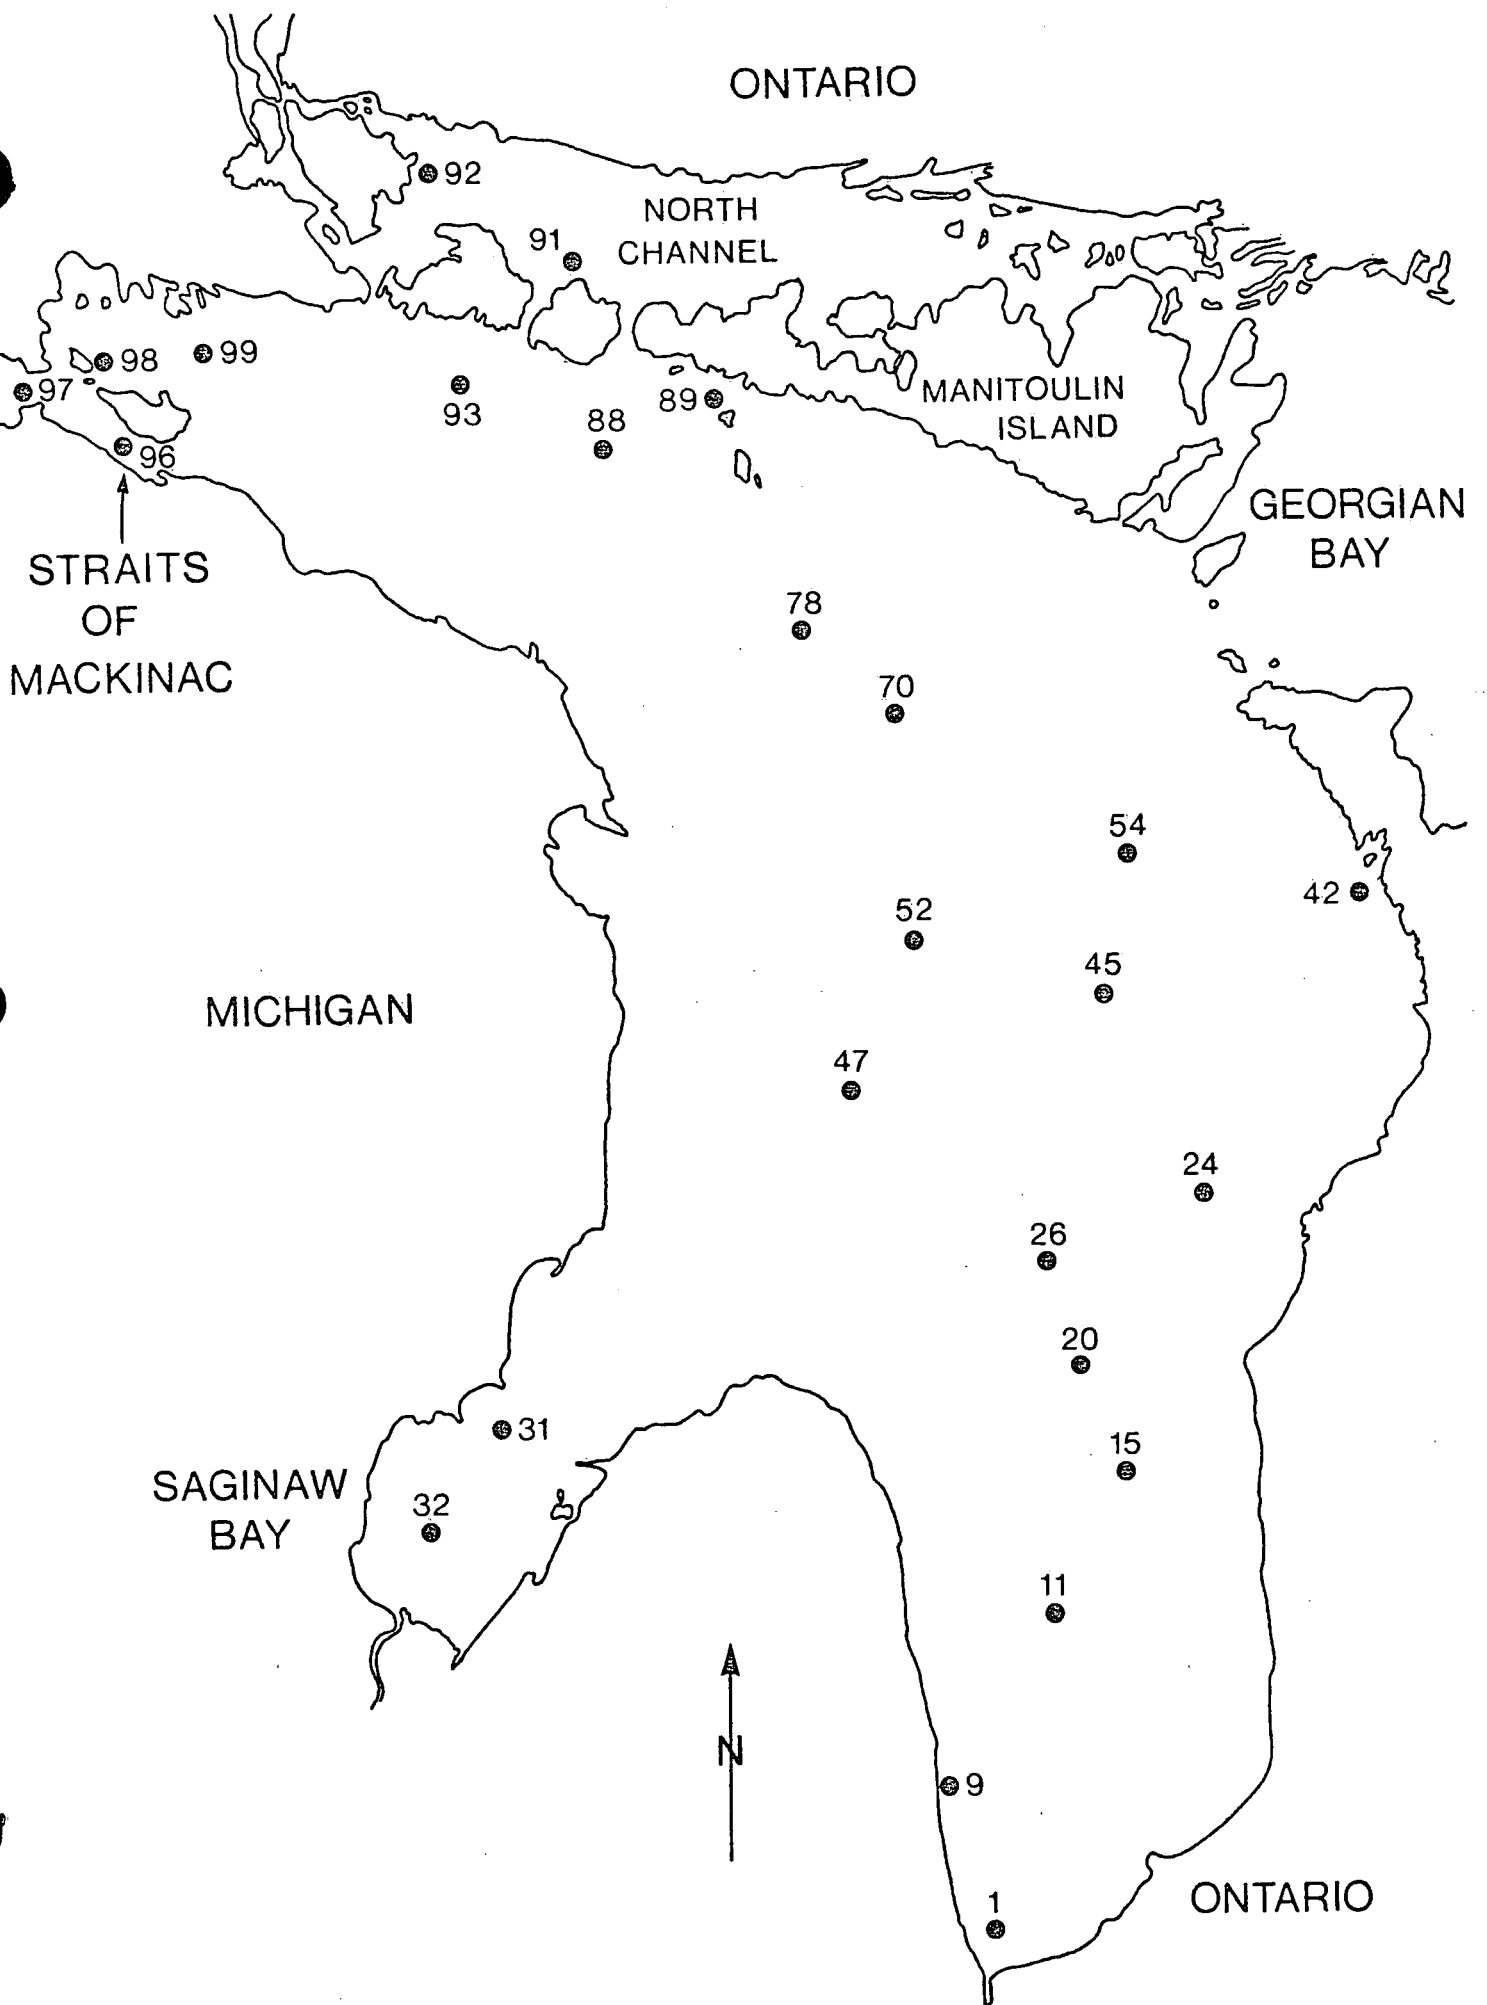 ONTARIO
92
NORTH
CHANNEL
91
98
99
97
93
88
89
MANITOULIN
ISLAND
96
GEORGIAN
BAY
STRAITS
OF
MACKINAC
78
70
54
42
52
45
MICHIGAN
47
24
26
20
31
15
SAGINAW
BAY
32
11
N
9
1
ONTARIO